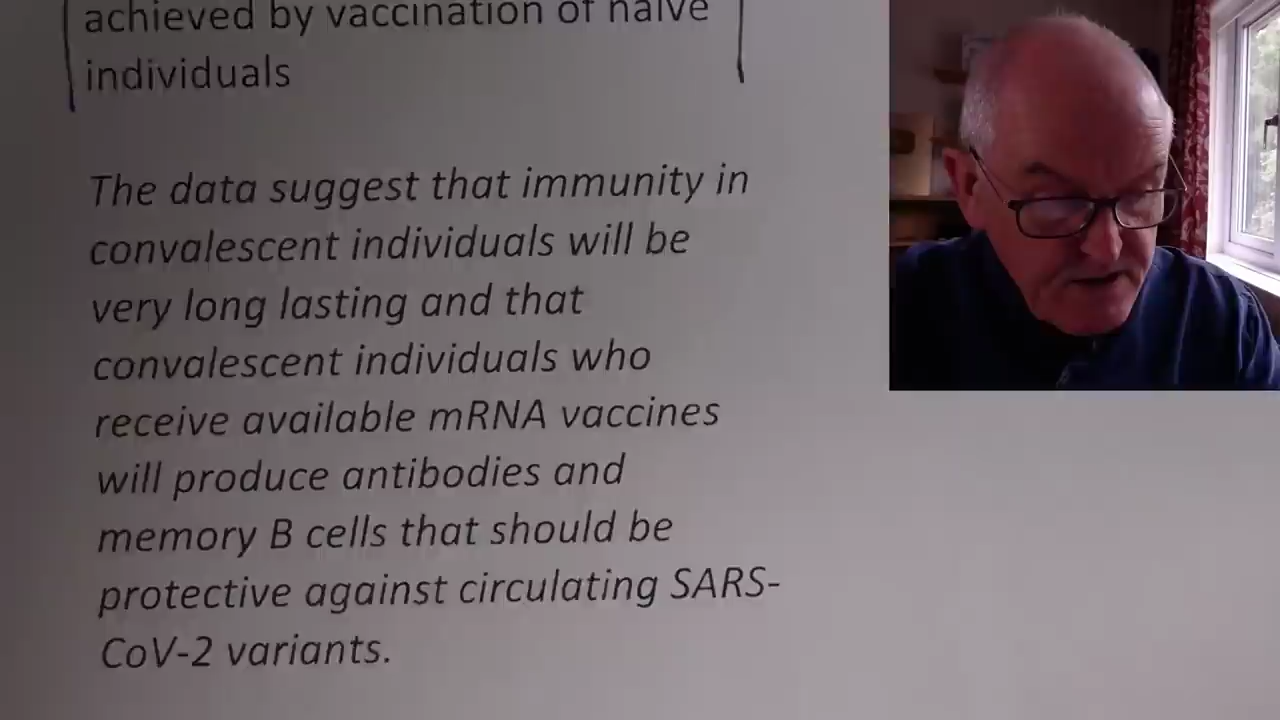 achieved by vaccination of naïve
individuals
The data suggest that immunity in
convalescent individuals will be
very long lasting and that
convalescent individuals who
receive available mRNA vaccines
will produce antibodies and
memory B cells that should be
protective against circulating SARS-
CoV-2 variants.